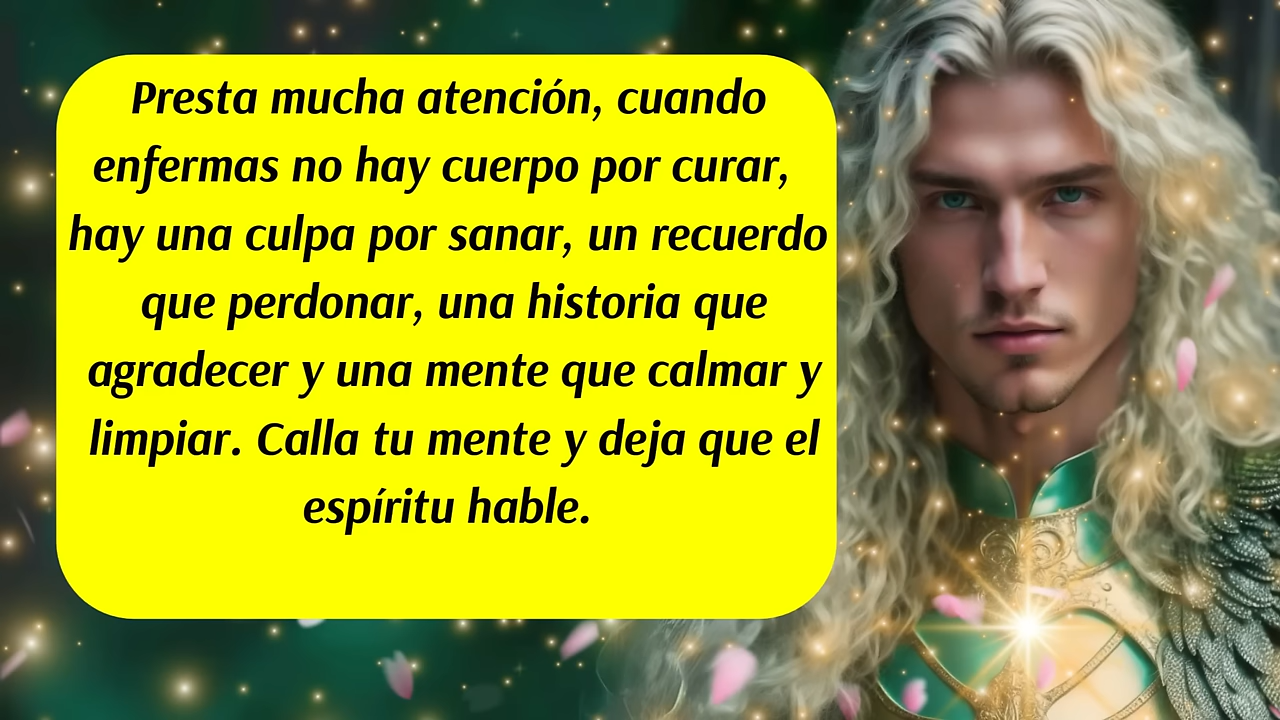 Presta mucha atención, cuando
enfermas no hay cuerpo por curar,
hay una culpa por sanar, un recuerdo
que perdonar, una historia que
agradecer y una mente que calmar y
limpiar. Calla tu mente y deja que el
espíritu hable.